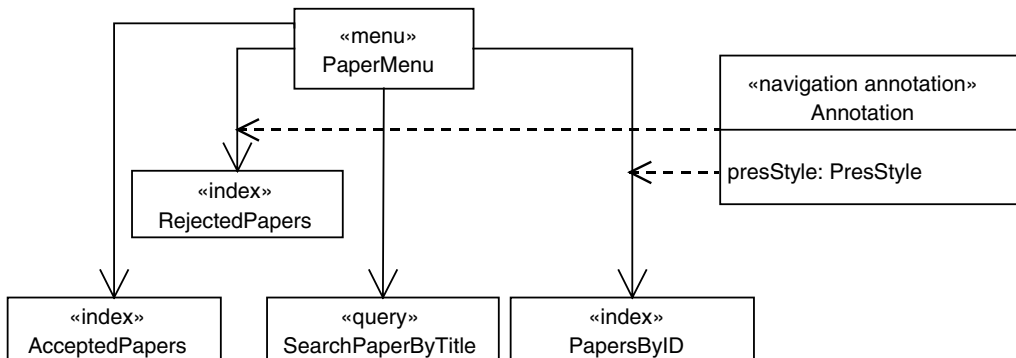 «menu»
PaperMenu
«navigation annotation»
Annotation
presStyle: PresStyle
«index»
RejectedPapers
«index»
AcceptedPapers
«query»
SearchPaperByTitle
«index»
PapersByID